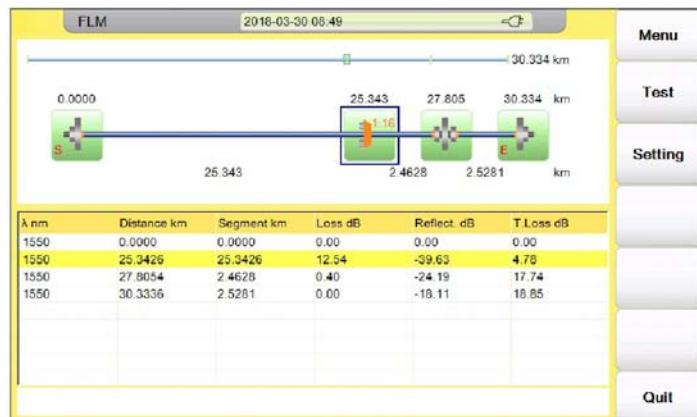 FLM 2018-03-30 08:49
Menu
30.334 km
Test
0.0000 25.343 27.805 30.334 km
1:16
S E
Setting
25.343 2.4628 2.5281 km
λ nm Distance km Segment km Loss dB Reflect. dB T.Loss dB
1550 0.0000 0.0000 0.00 0.00 0.00
1550 25.3426 25.3426 12.54 -39.63 4.78
1550 27.8054 2.4628 0.40 -24.19 17.74
1550 30.3336 2.5281 0.00 -18.11 18.85
Quit